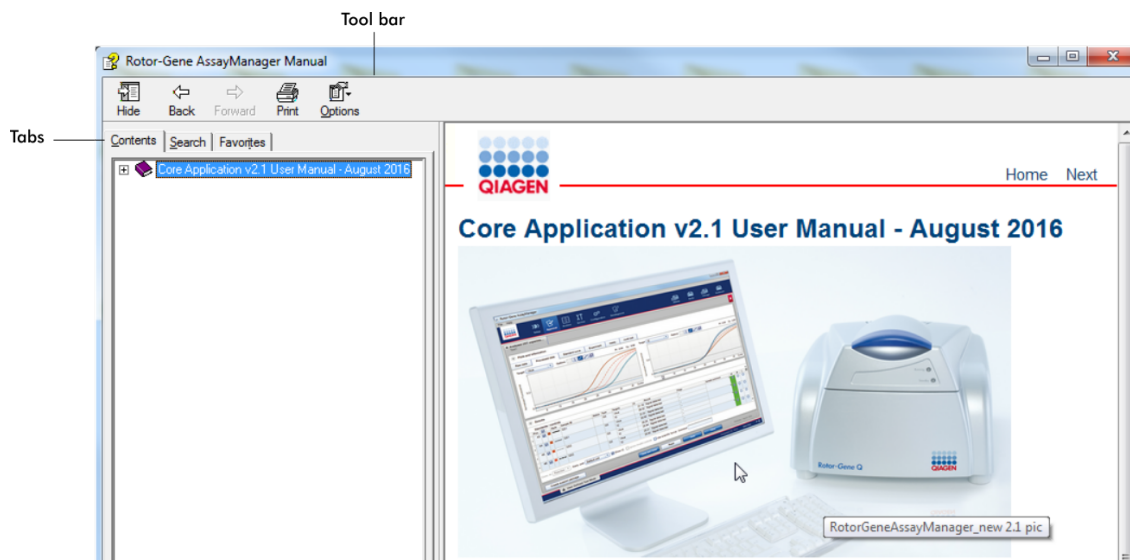 Tool bar
Rotor-Gene AssayManager Manual
Hide Back Forward Print Options
Tabs
Contents Search Favorites
Core Application v2.1 User Manual - August 2016
QIAGEN
Home Next
Core Application v2.1 User Manual - August 2016
Rotor-Gene Q
QIAGEN
RotorGeneAssayManager_new 2.1 pic